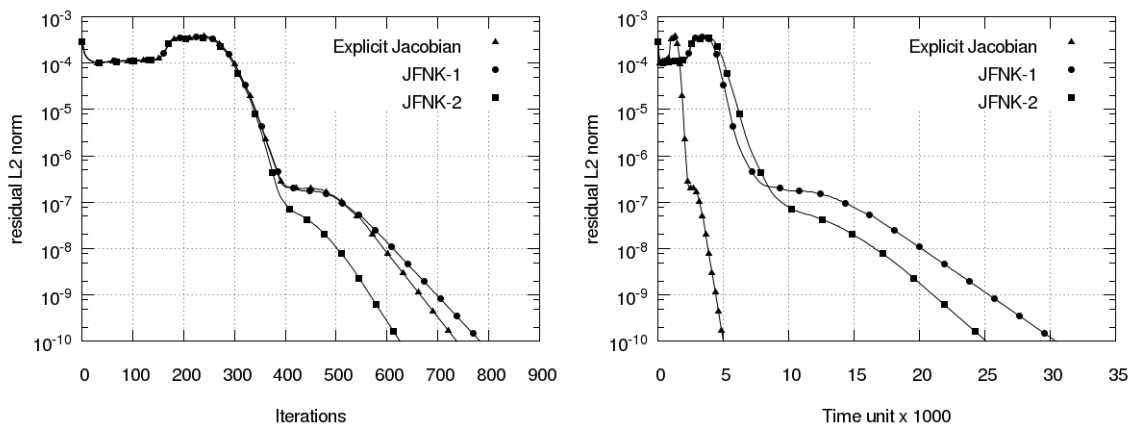 10-3
10-4
10-5
10-6
10-7
10-8
10-9
10-10
residual L2 norm
Explicit Jacobian
JFNK-1
JFNK-2
0 100 200 300 400 500 600 700 800 900
Iterations
10-3
10-4
10-5
10-6
10-7
10-8
10-9
10-10
residual L2 norm
Explicit Jacobian
JFNK-1
JFNK-2
0 5 10 15 20 25 30 35
Time unit x 1000